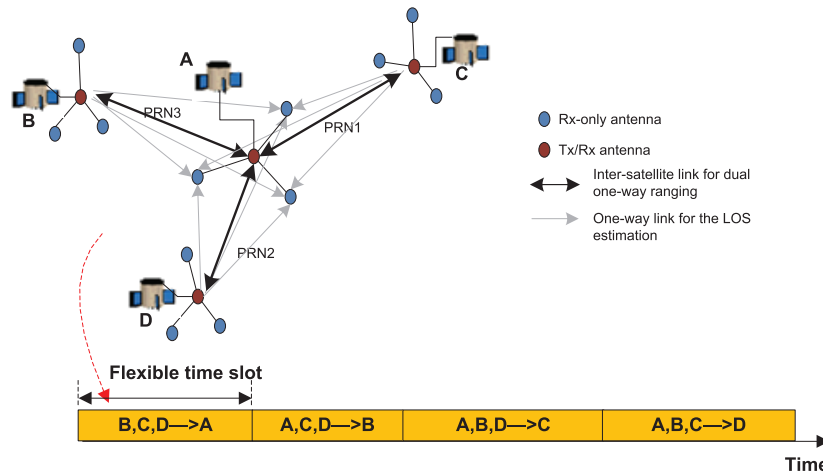 A
C
B
PRN3
PRN1
Rx-only antenna
Tx/Rx antenna
Inter-satellite link for dual
one-way ranging
One-way link for the LOS
estimation
PRN2
D
Flexible time slot
B,C,D—>A
A,C,D—>B
A,B,D—>C
A,B,C—>D
Time